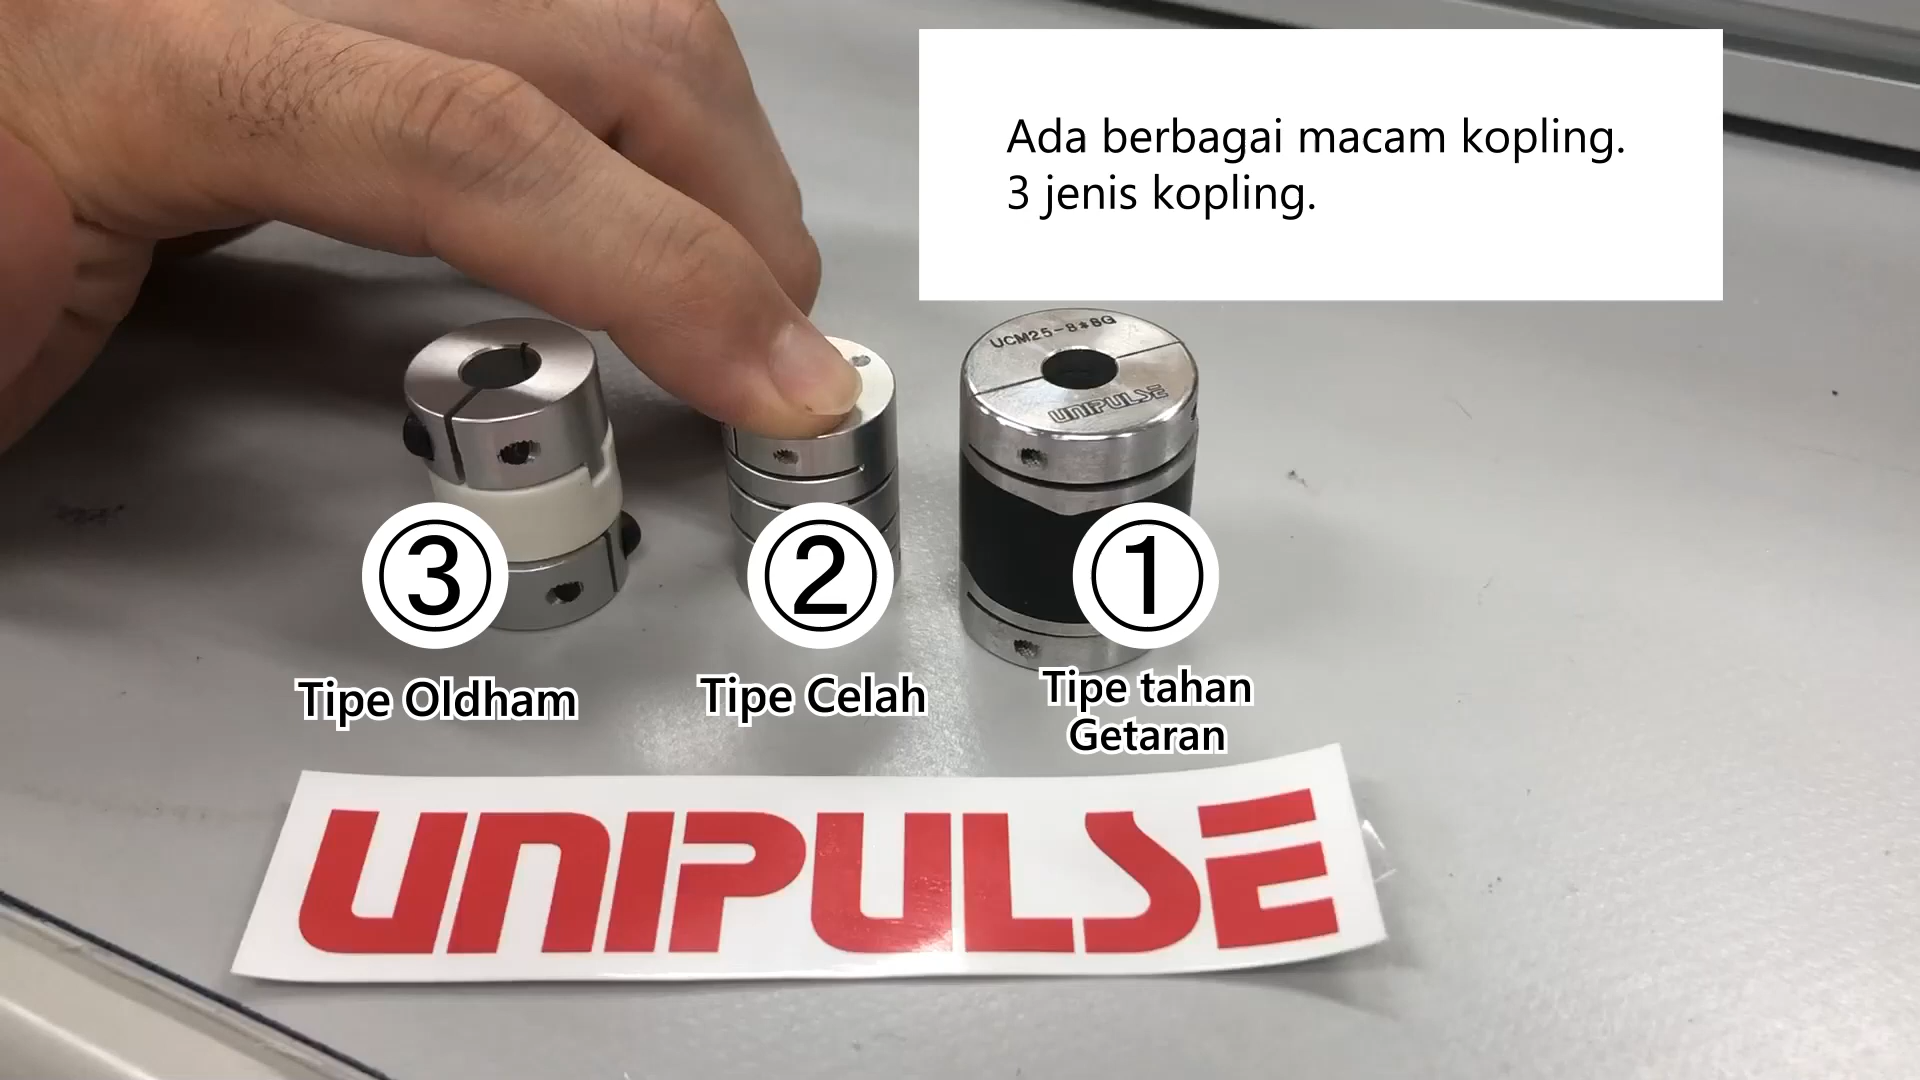 Ada berbagai macam kopling.
3 jenis kopling.
UCM25-8*8G
UNIPULSE
③
②
①
Tipe Oldham
Tipe Celah
Tipe tahan
Getaran
UNIPULSE